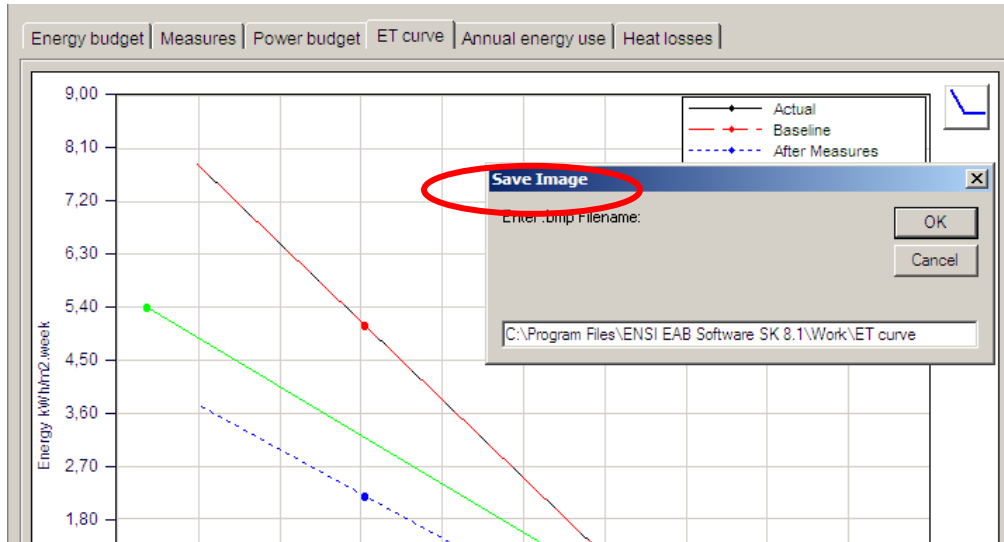 Energy budget Measures Power budget ET curve Annual energy use Heat losses
9,00
Actual
Baseline
After Measures
8,10
Save Image
Enter .bmp Filename:
OK
Cancel
C:\Program Files\ENSI EAB Software SK 8.1\Work\ET curve
7,20
6,30
5,40
4,50
3,60
2,70
1,80
Energy kWh/m2.week